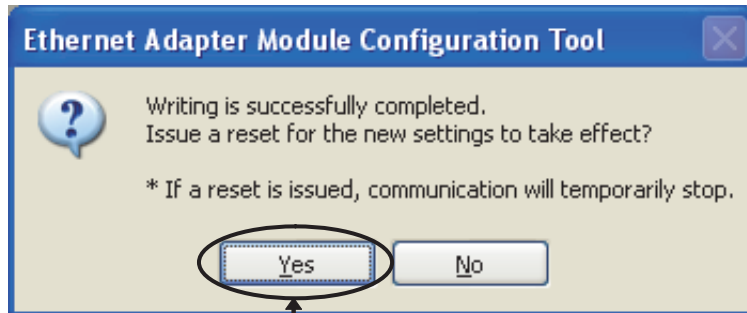 Ethernet Adapter Module Configuration Tool
Writing is successfully completed.
Issue a reset for the new settings to take effect?
* If a reset is issued, communication will temporarily stop.
Yes No